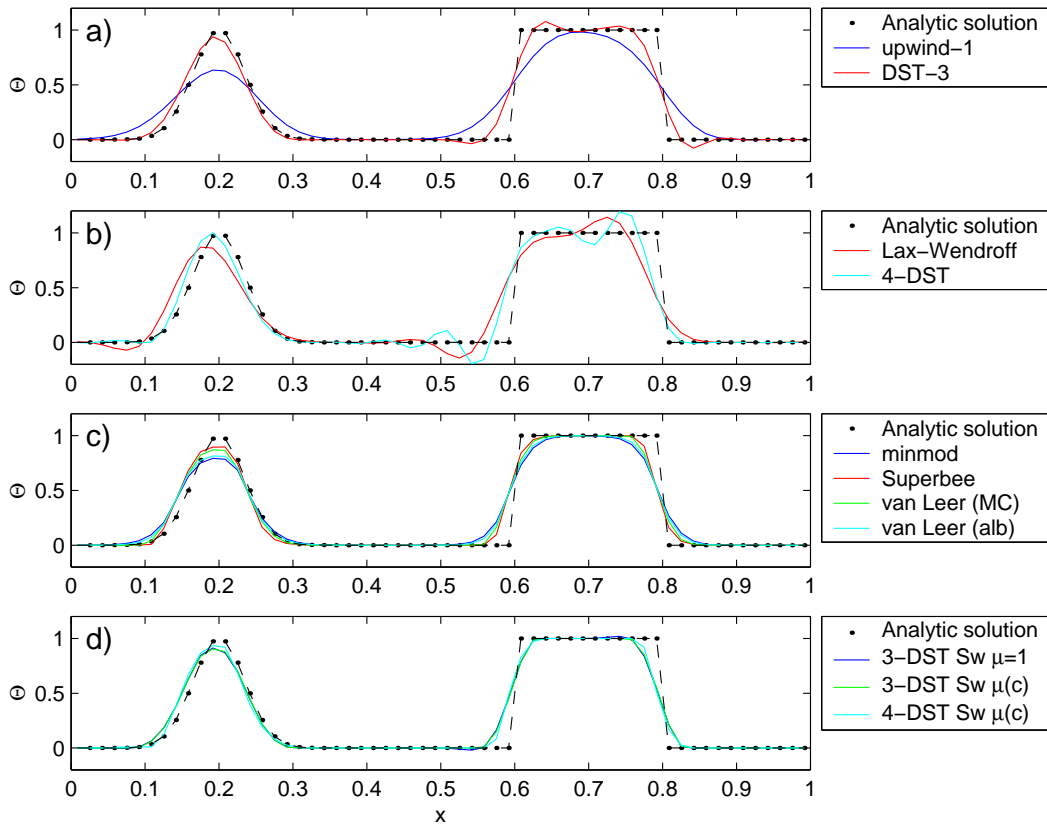 a)
Θ
1
0.5
0
0 0.1 0.2 0.3 0.4 0.5 0.6 0.7 0.8 0.9 1
Analytic solution
upwind−1
DST−3
b)
Θ
1
0.5
0
0 0.1 0.2 0.3 0.4 0.5 0.6 0.7 0.8 0.9 1
Analytic solution
Lax−Wendroff
4−DST
c)
Θ
1
0.5
0
0 0.1 0.2 0.3 0.4 0.5 0.6 0.7 0.8 0.9 1
Analytic solution
minmod
Superbee
van Leer (MC)
van Leer (alb)
d)
Θ
1
0.5
0
0 0.1 0.2 0.3 0.4 0.5 0.6 0.7 0.8 0.9 1
x
Analytic solution
3−DST Sw μ=1
3−DST Sw μ(c)
4−DST Sw μ(c)